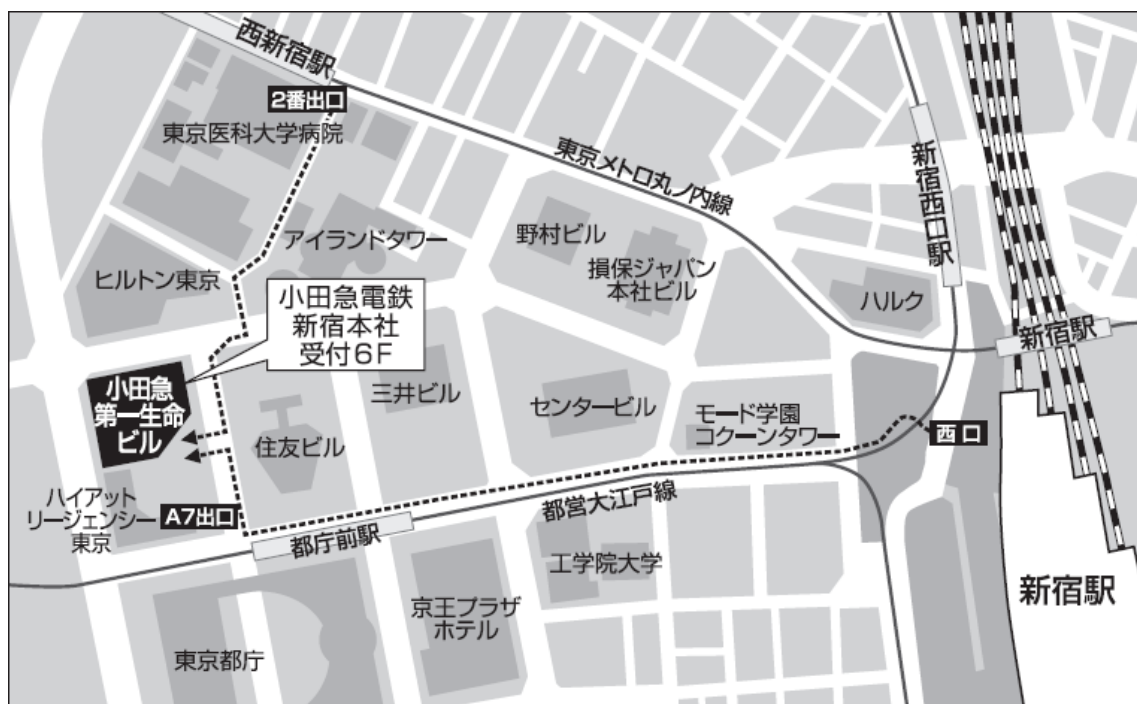 西新宿駅
2番出口
東京医科大学病院
東京メトロ丸ノ内線
新宿西口駅
アイランドタワー
野村ビル
損保ジャパン
本社ビル
ヒルトン東京
ハルク
小田急電鉄
新宿本社
受付6F
新宿駅
小田急
第一生命
ビル
三井ビル
センタービル
モード学園
コクーンタワー
西口
住友ビル
ハイアット
リージェンシー
東京
A7出口
都庁前駅
都営大江戸線
工学院大学
京王プラザ
ホテル
新宿駅
東京都庁